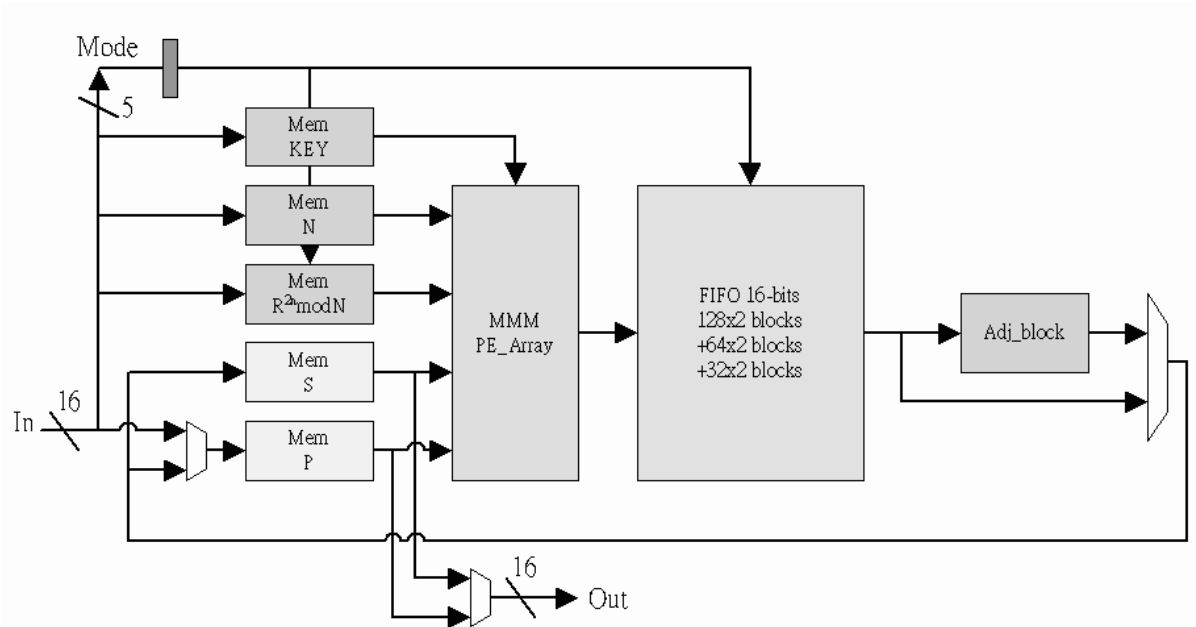 Mode
5
Mem
KEY
Mem
N
Mem
R²ⁿmodN
Mem
S
Mem
P
In
16
MMM
PE_Array
FIFO 16-bits
128x2 blocks
+64x2 blocks
+32x2 blocks
Adj_block
16
Out